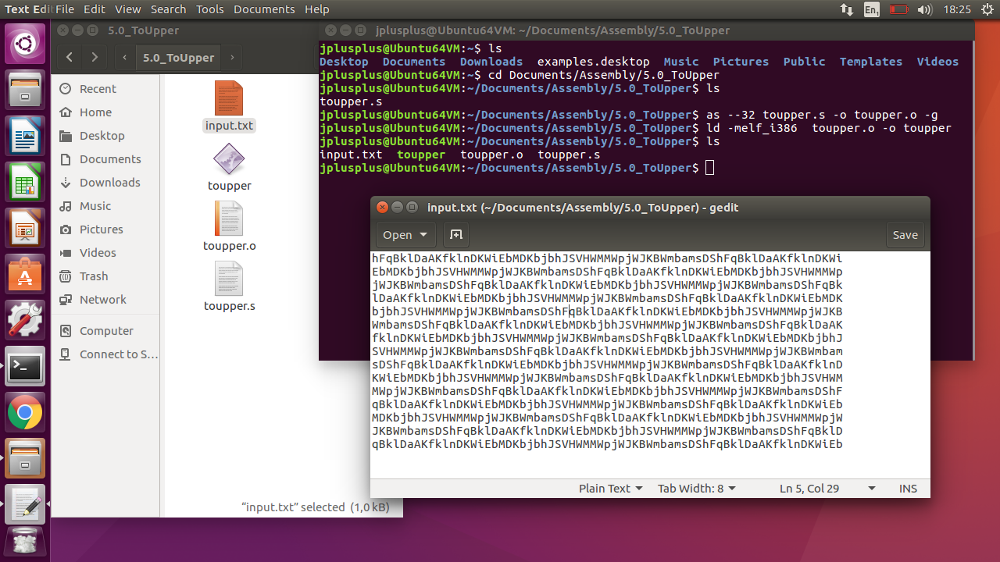 Text Edi File Edit View Search Tools Documents Help
En1
18:25
5.0_ToUpper
5.0_ToUpper
Recent
Home
Desktop
Documents
Downloads
Music
Pictures
Videos
Trash
Network
Computer
Connect to S...
input.txt
toupper
toupper.o
toupper.s
“input.txt” selected (1,0 kB)
jplusplus@Ubuntu64VM: ~/Documents/Assembly/5.0_ToUpper
jplusplus@Ubuntu64VM:~$ ls
Desktop Documents Downloads examples.desktop Music Pictures Public Templates Videos
jplusplus@Ubuntu64VM:~$ cd Documents/Assembly/5.0_ToUpper
jplusplus@Ubuntu64VM:~/Documents/Assembly/5.0_ToUpper$ ls
toupper.s
jplusplus@Ubuntu64VM:~/Documents/Assembly/5.0_ToUpper$ as --32 toupper.s -o toupper.o -g
jplusplus@Ubuntu64VM:~/Documents/Assembly/5.0_ToUpper$ ld -melf_i386  toupper.o -o toupper
jplusplus@Ubuntu64VM:~/Documents/Assembly/5.0_ToUpper$ ls
input.txt toupper toupper.o toupper.s
jplusplus@Ubuntu64VM:~/Documents/Assembly/5.0_ToUpper$
input.txt (~/Documents/Assembly/5.0_ToUpper) - gedit
Open
Save
hFqBklDaAKfklnDKWiEbMDKbjbhJSVHWMMWpjWJKBWmbamsDShFqBklDaAKfklnDKWi
EbMDKbjbhJSVHWMMWpjWJKBWmbamsDShFqBklDaAKfklnDKWiEbMDKbjbhJSVHWMMWp
jWJKBWmbamsDShFqBklDaAKfklnDKWiEbMDKbjbhJSVHWMMWpjWJKBWmbamsDShFqBk
lDaAKfklnDKWiEbMDKbjbhJSVHWMMWpjWJKBWmbamsDShFqBklDaAKfklnDKWiEbMDK
bjbhJSVHWMMWpjWJKBWmbamsDShFqBklDaAKfklnDKWiEbMDKbjbhJSVHWMMWpjWJKB
WmbamsDShFqBklDaAKfklnDKWiEbMDKbjbhJSVHWMMWpjWJKBWmbamsDShFqBklDaAK
fklnDKWiEbMDKbjbhJSVHWMMWpjWJKBWmbamsDShFqBklDaAKfklnDKWiEbMDKbjbhJ
SVHWMMWpjWJKBWmbamsDShFqBklDaAKfklnDKWiEbMDKbjbhJSVHWMMWpjWJKBWmbam
sDShFqBklDaAKfklnDKWiEbMDKbjbhJSVHWMMWpjWJKBWmbamsDShFqBklDaAKfklnD
KWiEbMDKbjbhJSVHWMMWpjWJKBWmbamsDShFqBklDaAKfklnDKWiEbMDKbjbhJSVHWM
MWpjWJKBWmbamsDShFqBklDaAKfklnDKWiEbMDKbjbhJSVHWMMWpjWJKBWmbamsDShF
qBklDaAKfklnDKWiEbMDKbjbhJSVHWMMWpjWJKBWmbamsDShFqBklDaAKfklnDKWiEb
MDKbjbhJSVHWMMWpjWJKBWmbamsDShFqBklDaAKfklnDKWiEbMDKbjbhJSVHWMMWpjW
JKBWmbamsDShFqBklDaAKfklnDKWiEbMDKbjbhJSVHWMMWpjWJKBWmbamsDShFqBklD
qBklDaAKfklnDKWiEbMDKbjbhJSVHWMMWpjWJKBWmbamsDShFqBklDaAKfklnDKWiEb
Plain Text Tab Width: 8 Ln 5, Col 29 INS